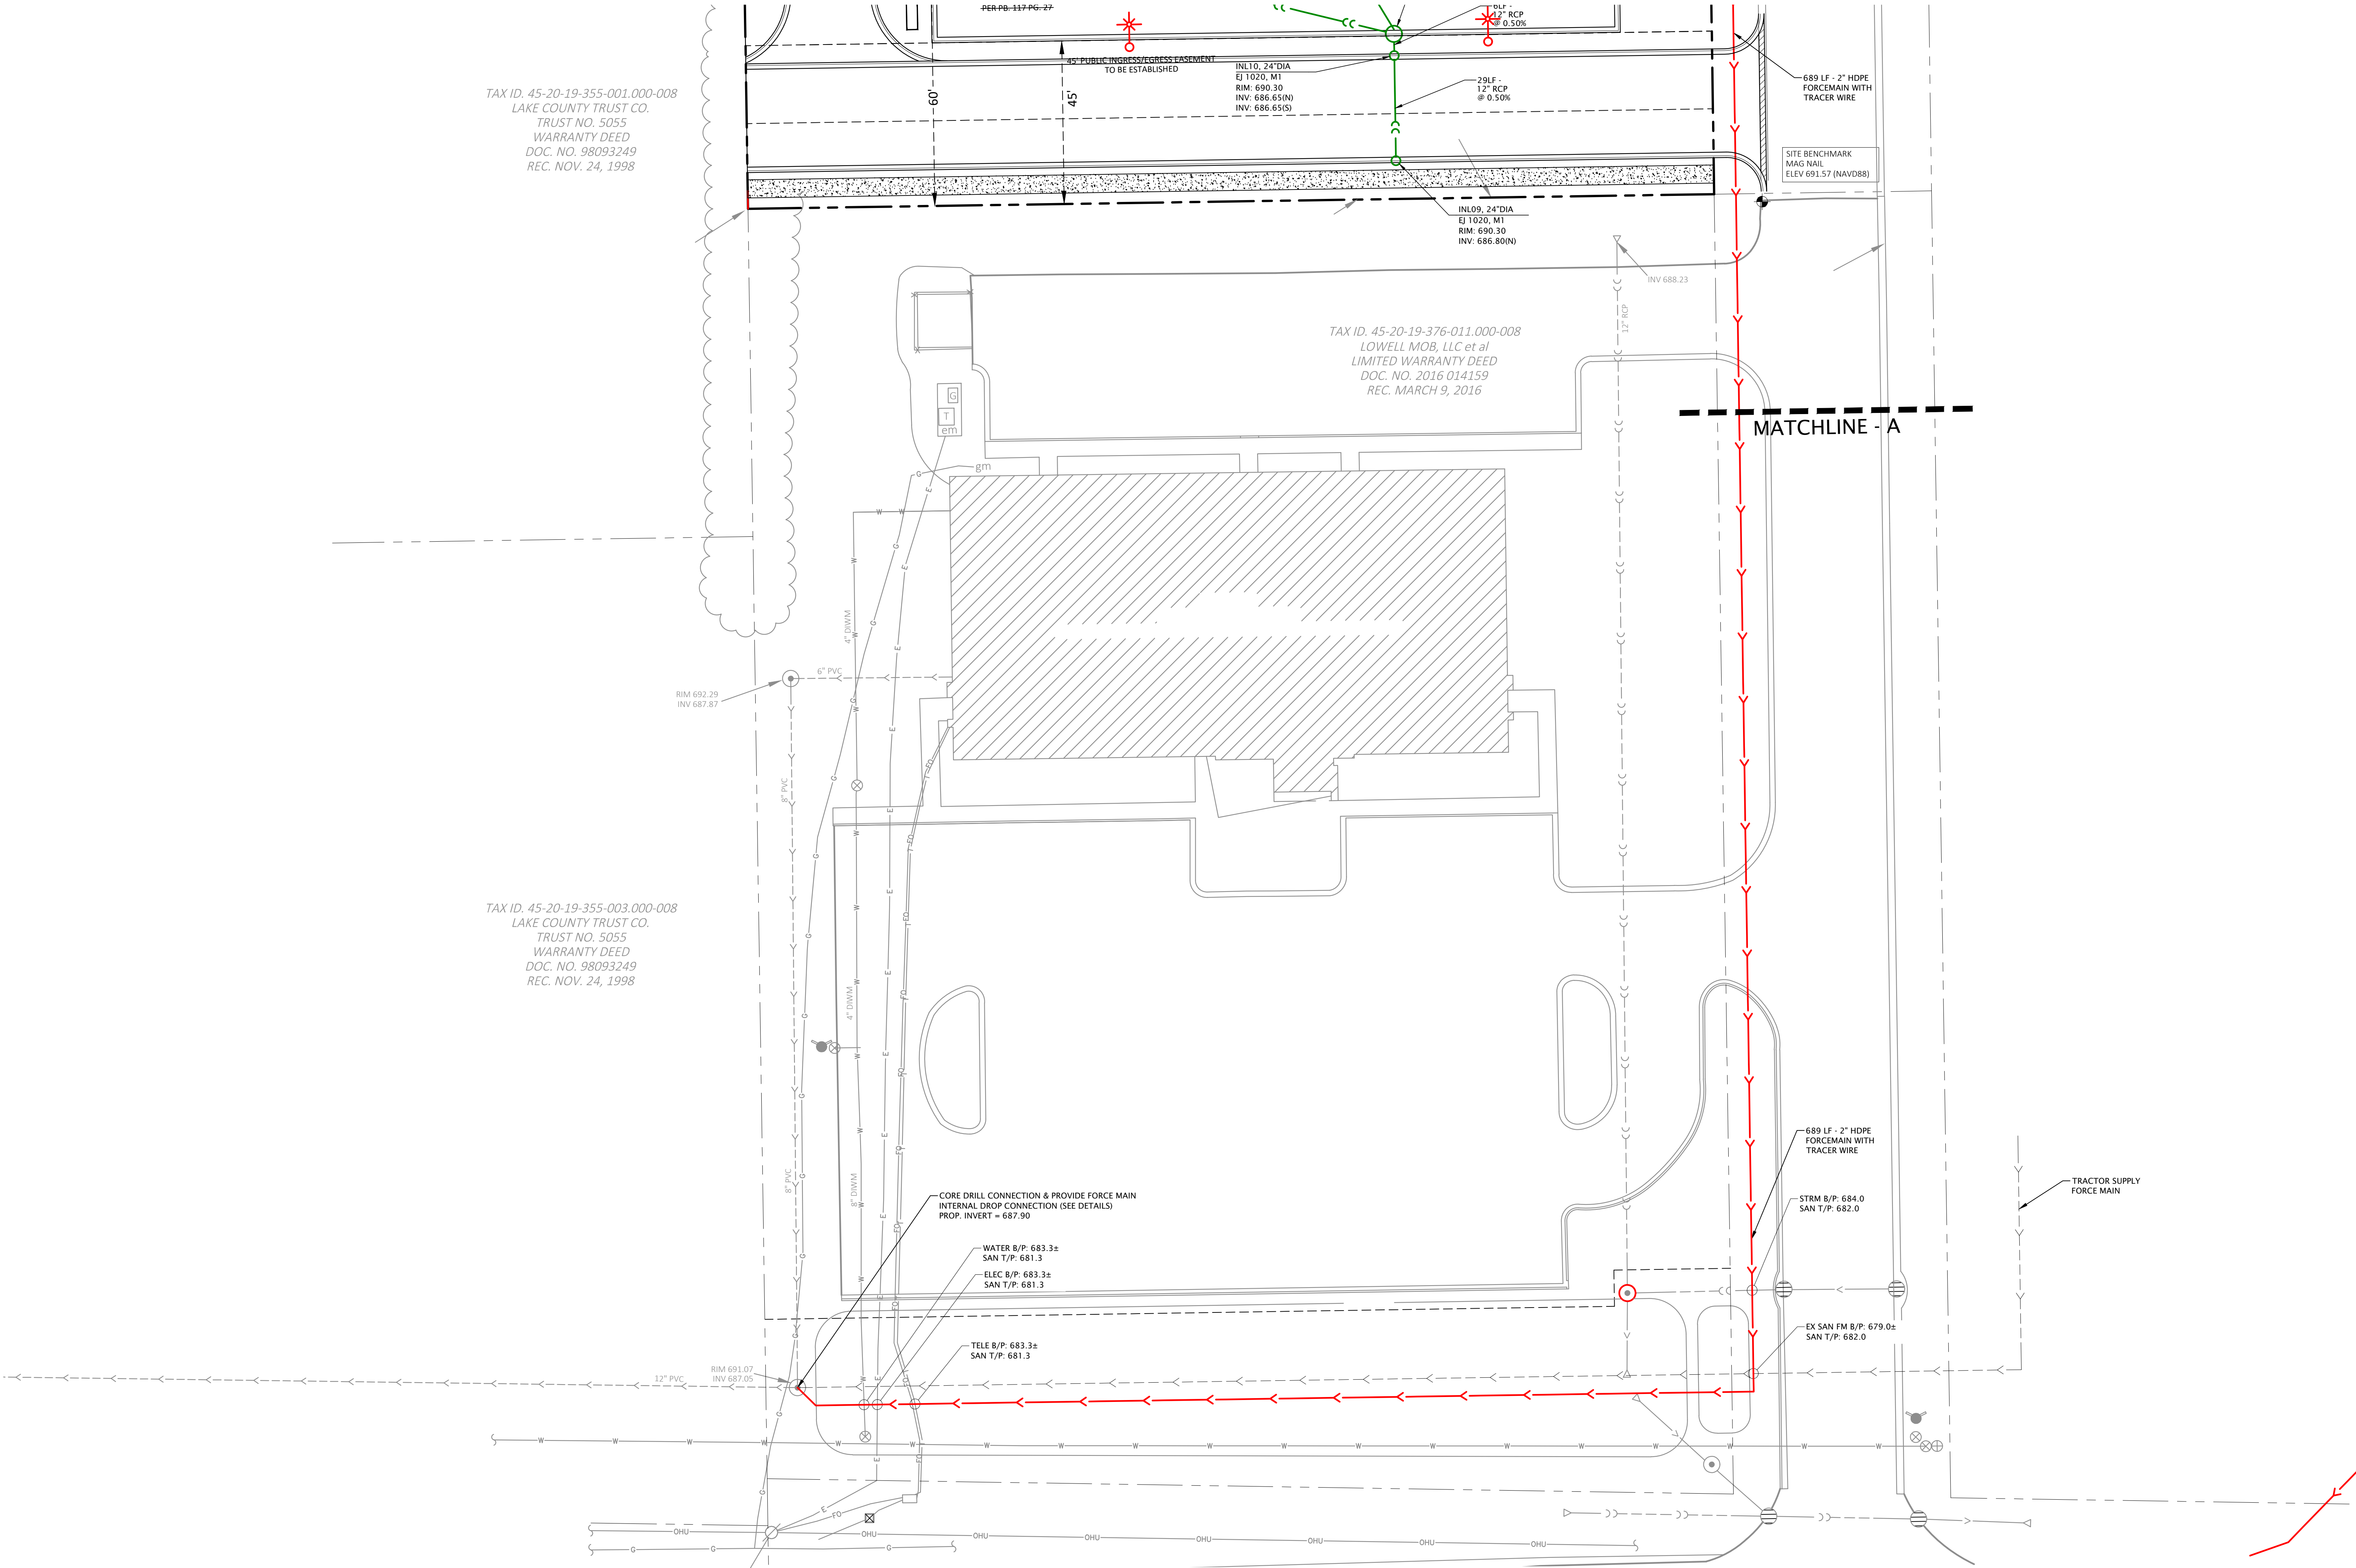 PER PB. 117 PG. 27
6LF -
12" RCP
@ 0.50%
45' PUBLIC INGRESS/EGRESS EASEMENT
TO BE ESTABLISHED
60'
45'
INL10, 24"DIA
EJ 1020, M1
RIM: 690.30
INV: 686.65(N)
INV: 686.65(S)
29LF -
12" RCP
@ 0.50%
689 LF - 2" HDPE
FORCEMAIN WITH
TRACER WIRE
TAX ID. 45-20-19-355-001.000-008
LAKE COUNTY TRUST CO.
TRUST NO. 5055
WARRANTY DEED
DOC. NO. 98093249
REC. NOV. 24, 1998
SITE BENCHMARK
MAG NAIL
ELEV 691.57 (NAVD88)
INL09, 24"DIA
EJ 1020, M1
RIM: 690.30
INV: 686.80(N)
INV 688.23
12" RCP
TAX ID. 45-20-19-376-011.000-008
LOWELL MOB, LLC et al
LIMITED WARRANTY DEED
DOC. NO. 2016 014159
REC. MARCH 9, 2016
G
T
em
gm
MATCHLINE - A
4" DIWM
6" PVC
RIM 692.29
INV 687.87
8" PVC
TAX ID. 45-20-19-355-003.000-008
LAKE COUNTY TRUST CO.
TRUST NO. 5055
WARRANTY DEED
DOC. NO. 98093249
REC. NOV. 24, 1998
4" DIWM
8" PVC
8" DIWM
689 LF - 2" HDPE
FORCEMAIN WITH
TRACER WIRE
TRACTOR SUPPLY
FORCE MAIN
CORE DRILL CONNECTION & PROVIDE FORCE MAIN
INTERNAL DROP CONNECTION (SEE DETAILS)
PROP. INVERT = 687.90
STRM B/P: 684.0
SAN T/P: 682.0
WATER B/P: 683.3±
SAN T/P: 681.3
ELEC B/P: 683.3±
SAN T/P: 681.3
TELE B/P: 683.3±
SAN T/P: 681.3
EX SAN FM B/P: 679.0±
SAN T/P: 682.0
RIM 691.07
INV 687.05
12" PVC
W W W W W W W W W W W W W W W W W W W
OHU OHU OHU OHU OHU OHU OHU OHU
G G G